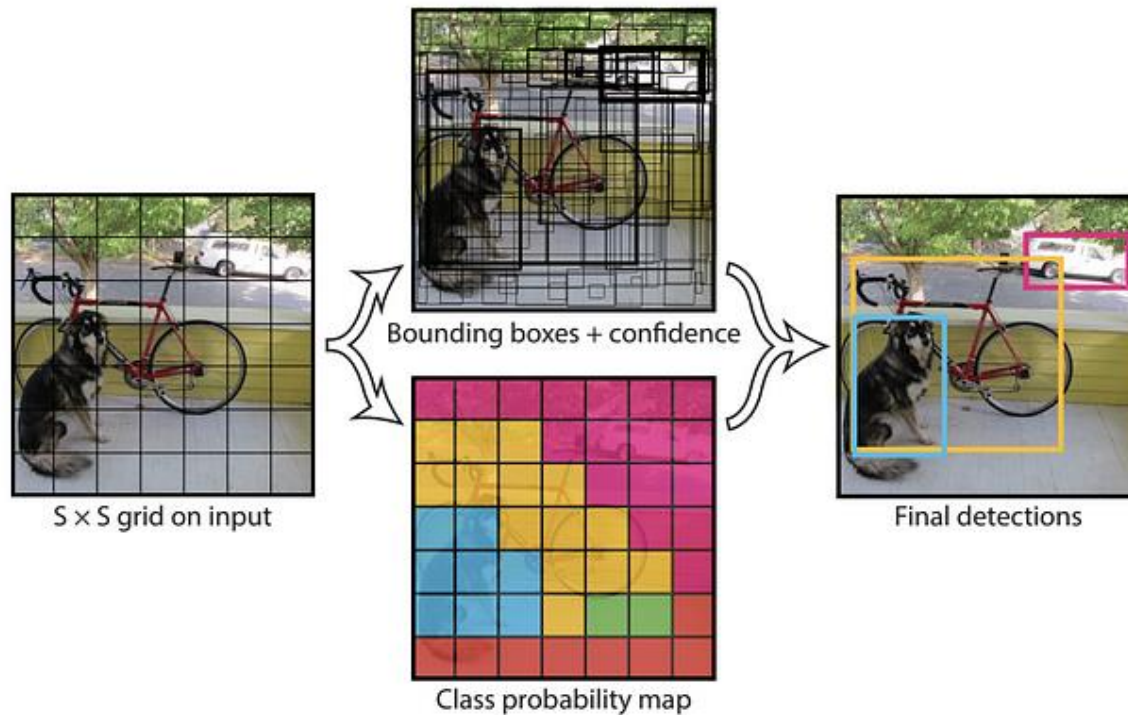 S × S grid on input
Bounding boxes + confidence
Class probability map
Final detections